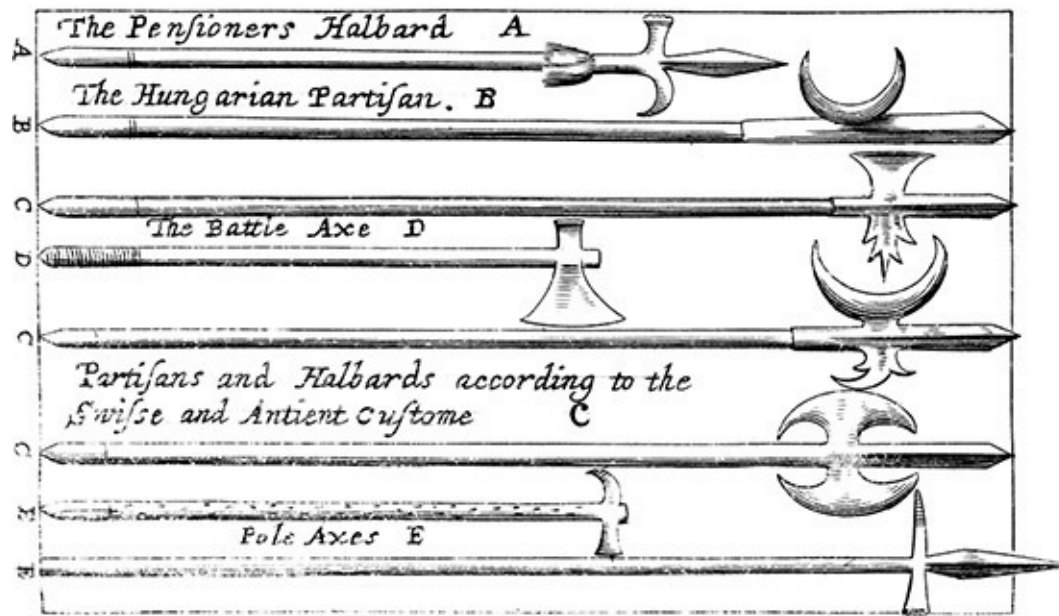 The Penſioners Halbard A
A
The Hungarian Partiſan. B
B
C
The Battle Axe D
D
C
Partiſans and Halbards according to the
Swiſſe and Antient Cuſtome C
C
E
Pole Axes E
E